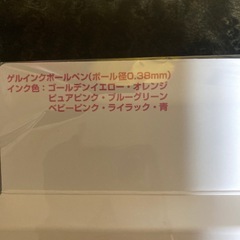 ゲルインクボールペン(ボール径0.38mm)
インク色：ゴールデンイエロー・オレンジ
ピュアピンク・ブルーグリーン
ベビーピンク・ライラック・青